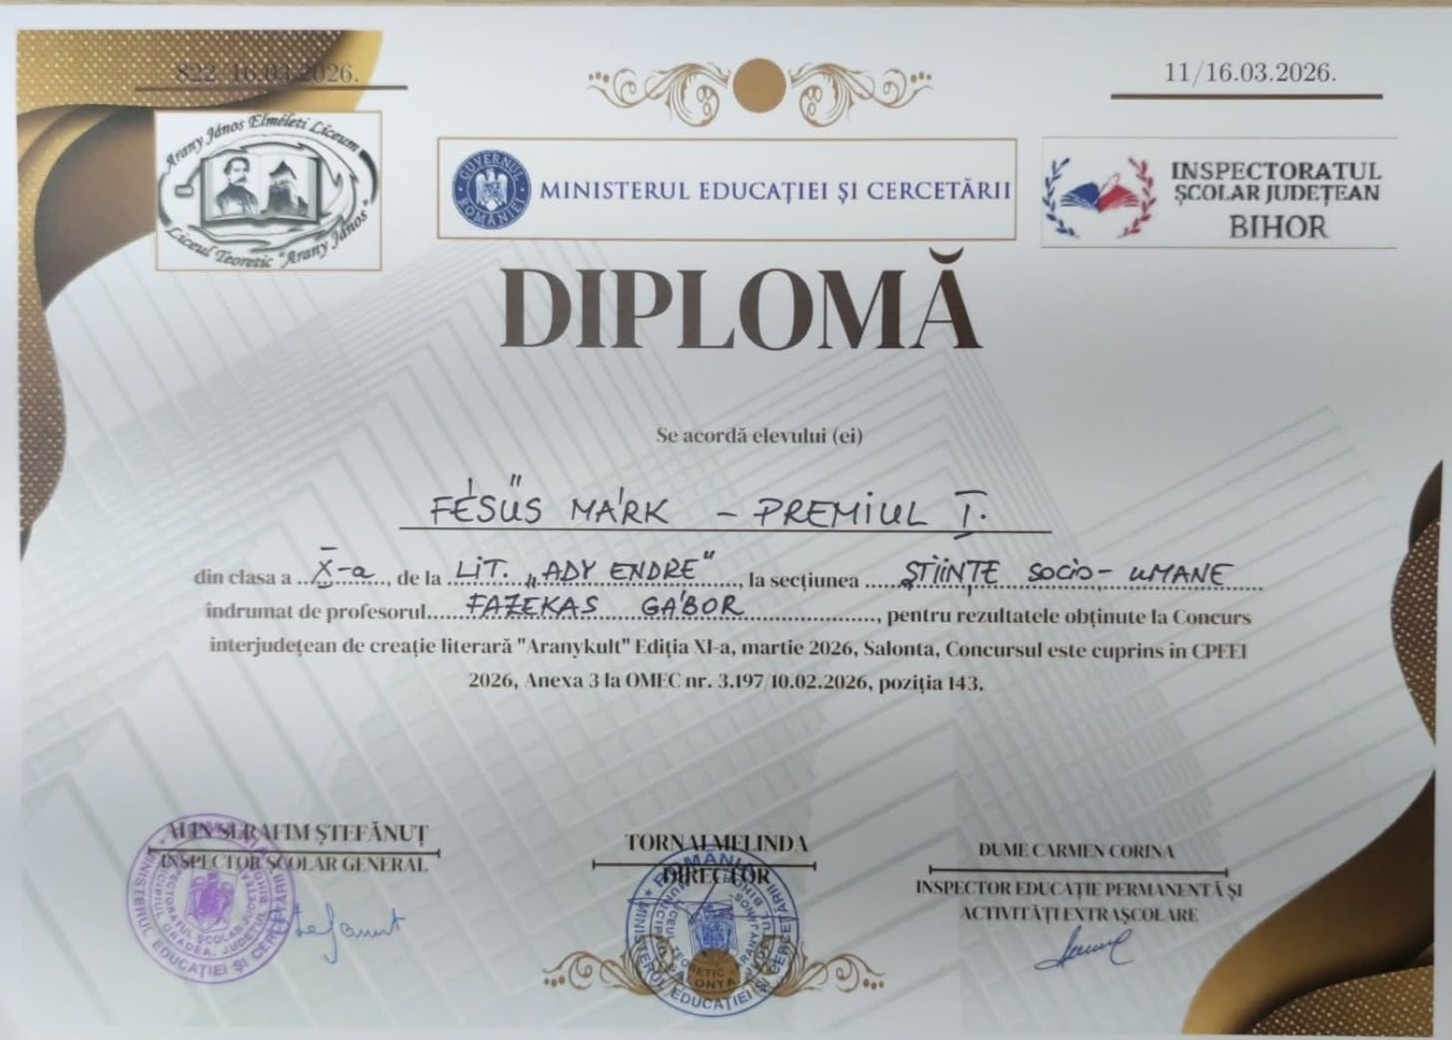 822 16.03.2026.
11/16.03.2026.
Arany János Elméleti Líceum
Liceul Teoretic "Arany János"
GUVERNUL ROMÂNIEI
MINISTERUL EDUCAȚIEI ȘI CERCETĂRII
INSPECTORATUL
ȘCOLAR JUDEȚEAN
BIHOR
DIPLOMĂ
Se acordă elevului (ei)
FÉSŰS MÁRK – PREMIUL I.
din clasa a ..X-a.., de la LIT. „ADY ENDRE”, la secțiunea ..... ȘTIINȚE SOCIO-UMANE
îndrumat de profesorul.... FAZEKAS GÁBOR ...., pentru rezultatele obținute la Concurs
interjudețean de creație literară "Aranykult" Ediția XI-a, martie 2026, Salonta, Concursul este cuprins în CPEEI
2026, Anexa 3 la OMEC nr. 3.197/10.02.2026, poziția 143.
ALIN SERAFIM ȘTEFĂNUȚ
INSPECTOR ȘCOLAR GENERAL
TORNAI MELINDA
DIRECTOR
DUME CARMEN CORINA
INSPECTOR EDUCAȚIE PERMANENTĂ ȘI
ACTIVITĂȚI EXTRAȘCOLARE